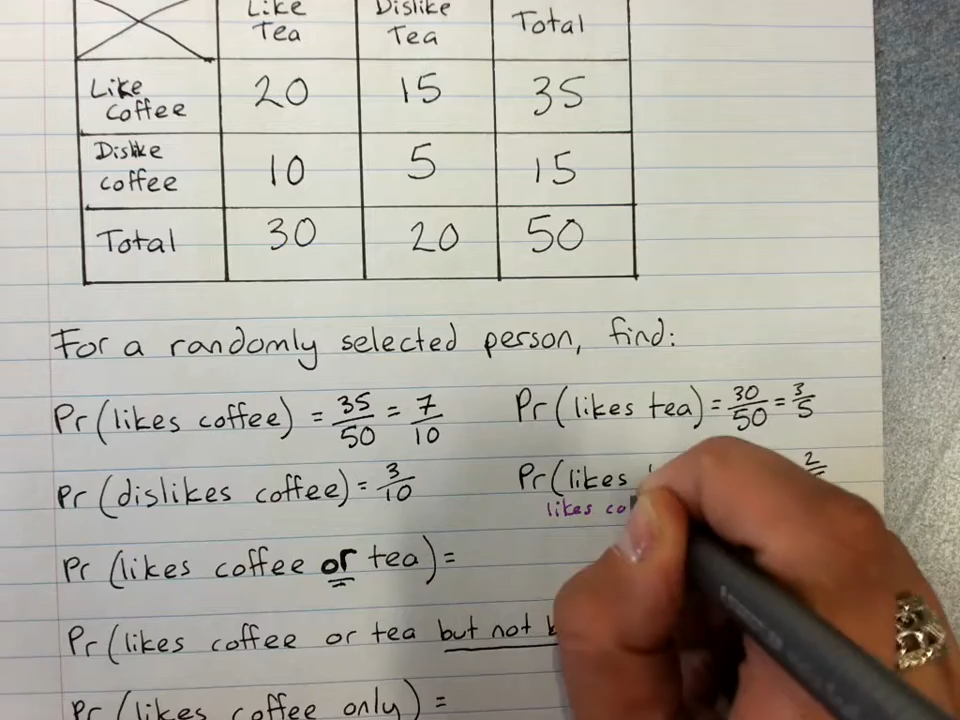 Like Dislike
Tea Tea Total
Like
coffee 20 15 35
Dislike
coffee 10 5 15
Total 30 20 50
For a randomly selected person, find:
Pr(likes coffee) = 35/50 = 7/10 Pr(likes tea) = 30/50 = 3/5
Pr(dislikes coffee) = 3/10 Pr(likes
likes co
Pr(likes coffee or tea) =
Pr(likes coffee or tea but not
Pr(likes coffee only) =